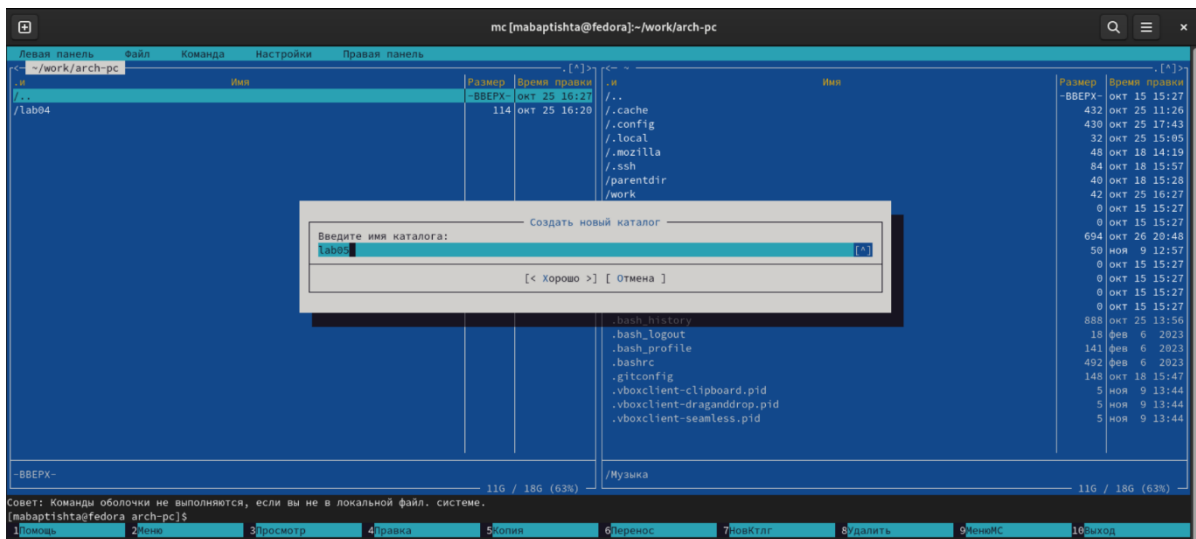 mc [mabaptishta@fedora]:~/work/arch-pc
Левая панель Файл Команда Настройки Правая панель
<- ~/work/arch-pc .[^]>
.и Имя Размер Время правки
/.. -ВВЕРХ- окт 25 16:27
/lab04 114 окт 25 16:20
<- ~ .[^]>
.и Имя Размер Время правки
/.. -ВВЕРХ- окт 15 15:27
/.cache 432 окт 25 11:26
/.config 430 окт 25 17:43
/.local 32 окт 25 15:05
/.mozilla 48 окт 18 14:19
/.ssh 84 окт 18 15:57
/parentdir 40 окт 18 15:28
/work 42 окт 25 16:27
0 окт 15 15:27
0 окт 15 15:27
694 окт 26 20:48
50 ноя 9 12:57
0 окт 15 15:27
0 окт 15 15:27
0 окт 15 15:27
0 окт 15 15:27
.bash_history 888 окт 25 13:56
.bash_logout 18 фев 6 2023
.bash_profile 141 фев 6 2023
.bashrc 492 фев 6 2023
.gitconfig 148 окт 18 15:47
.vboxclient-clipboard.pid 5 ноя 9 13:44
.vboxclient-draganddrop.pid 5 ноя 9 13:44
.vboxclient-seamless.pid 5 ноя 9 13:44
Создать новый каталог
Введите имя каталога:
lab05 [^]
[< Хорошо >] [ Отмена ]
-ВВЕРХ-
11G / 18G (63%)
/Музыка
11G / 18G (63%)
Совет: Команды оболочки не выполняются, если вы не в локальной файл. системе.
[mabaptishta@fedora arch-pc]$
1Помощь 2Меню 3Просмотр 4Правка 5Копия 6Перенос 7НовКтлг 8Удалить 9МенюMC 10Выход